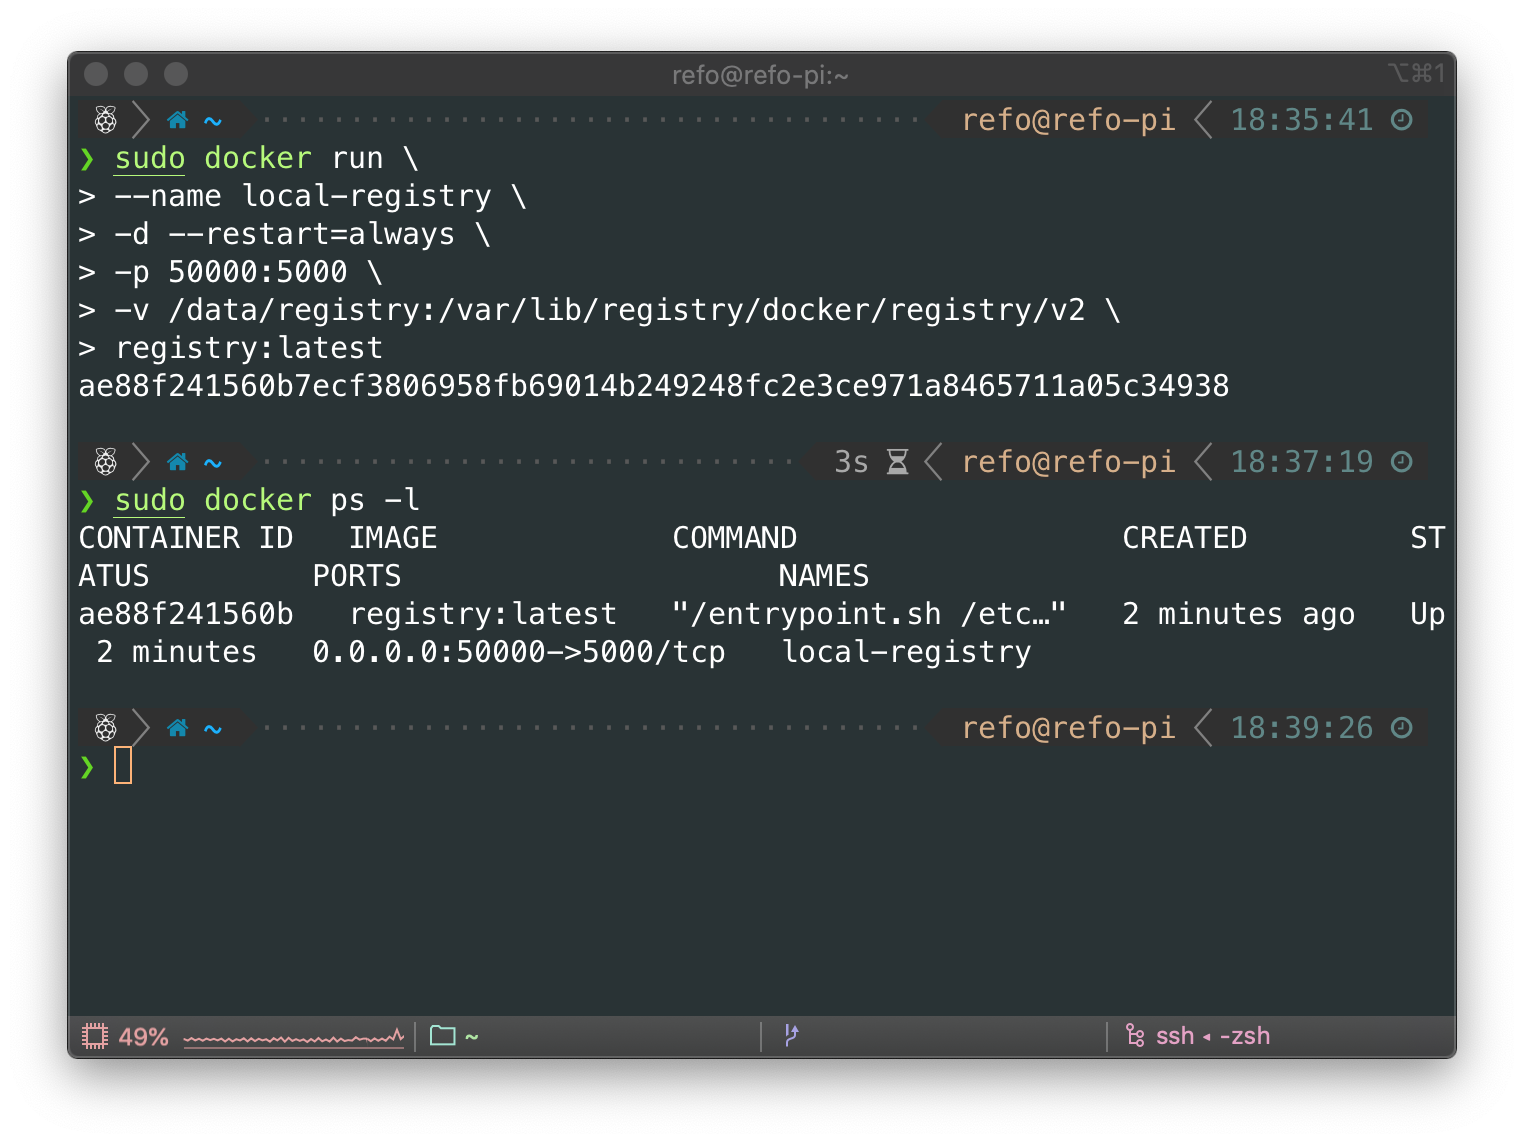 refo@refo-pi:~ ⌥⌘1
~ refo@refo-pi 18:35:41
❯ sudo docker run \
> --name local-registry \
> -d --restart=always \
> -p 50000:5000 \
> -v /data/registry:/var/lib/registry/docker/registry/v2 \
> registry:latest
ae88f241560b7ecf3806958fb69014b249248fc2e3ce971a8465711a05c34938
~ 3s refo@refo-pi 18:37:19
❯ sudo docker ps -l
CONTAINER ID   IMAGE             COMMAND                  CREATED         ST
ATUS         PORTS                     NAMES
ae88f241560b   registry:latest   "/entrypoint.sh /etc…"   2 minutes ago   Up
 2 minutes   0.0.0.0:50000->5000/tcp   local-registry
~ refo@refo-pi 18:39:26
❯
49% ~ ssh ◂ -zsh